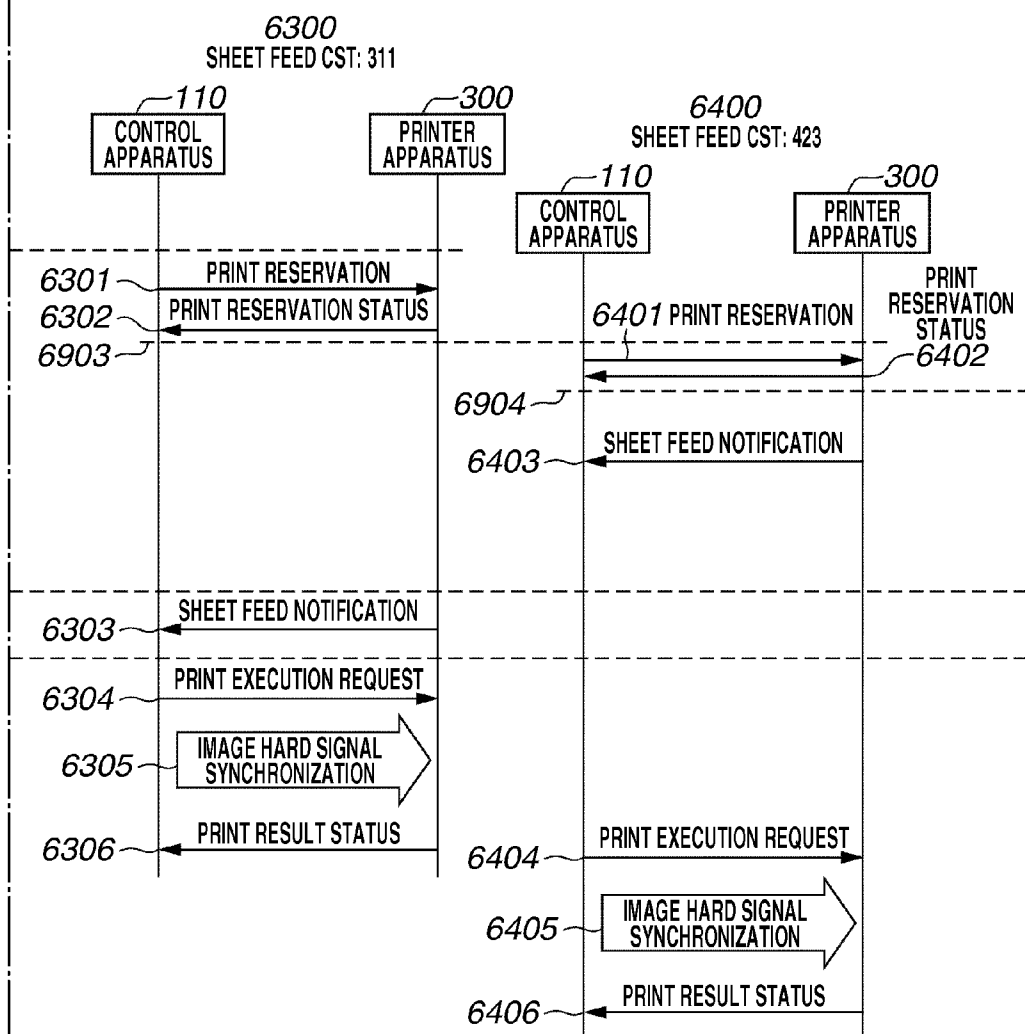 6300
SHEET FEED CST: 311
110
CONTROL
APPARATUS
300
PRINTER
APPARATUS
6400
SHEET FEED CST: 423
110
CONTROL
APPARATUS
300
PRINTER
APPARATUS
6301
PRINT RESERVATION
6302
PRINT RESERVATION STATUS
6903
6401 PRINT RESERVATION
PRINT
RESERVATION
STATUS
6402
6904
6403
SHEET FEED NOTIFICATION
6303
SHEET FEED NOTIFICATION
6304
PRINT EXECUTION REQUEST
6305
IMAGE HARD SIGNAL
SYNCHRONIZATION
6306
PRINT RESULT STATUS
6404
PRINT EXECUTION REQUEST
6405
IMAGE HARD SIGNAL
SYNCHRONIZATION
6406
PRINT RESULT STATUS